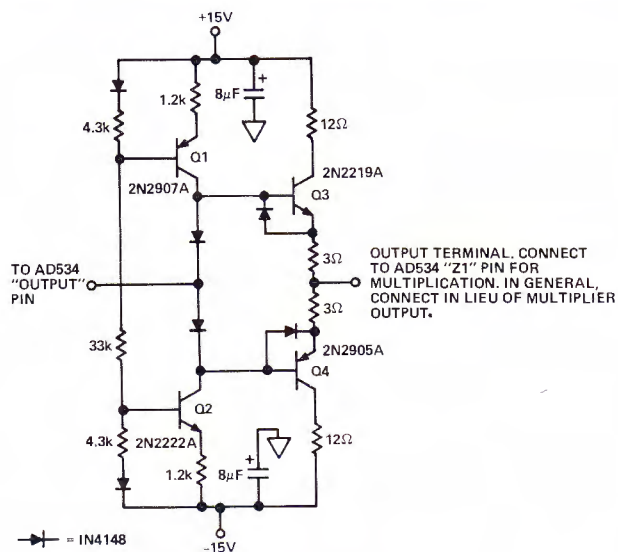 +15V
8µF
+
1.2k
4.3k
12Ω
Q1
2N2907A
2N2219A
Q3
3Ω
TO AD534
"OUTPUT"
PIN
OUTPUT TERMINAL. CONNECT
TO AD534 "Z1" PIN FOR
MULTIPLICATION. IN GENERAL,
CONNECT IN LIEU OF MULTIPLIER
OUTPUT.
3Ω
33k
2N2905A
Q4
Q2
4.3k
2N2222A
+
12Ω
1.2k
8µF
= IN4148
-15V